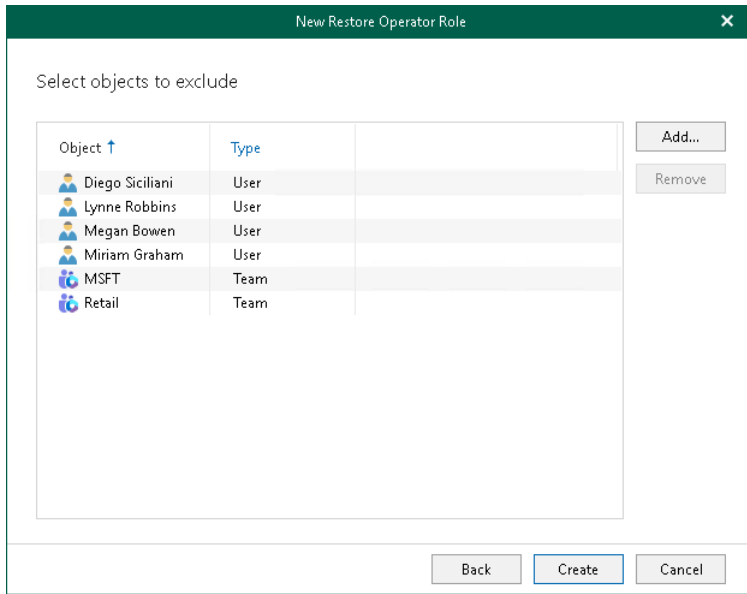 New Restore Operator Role
Select objects to exclude
Object Type
Diego Siciliani User
Lynne Robbins User
Megan Bowen User
Miriam Graham User
MSFT Team
Retail Team
Add...
Remove
Back Create Cancel